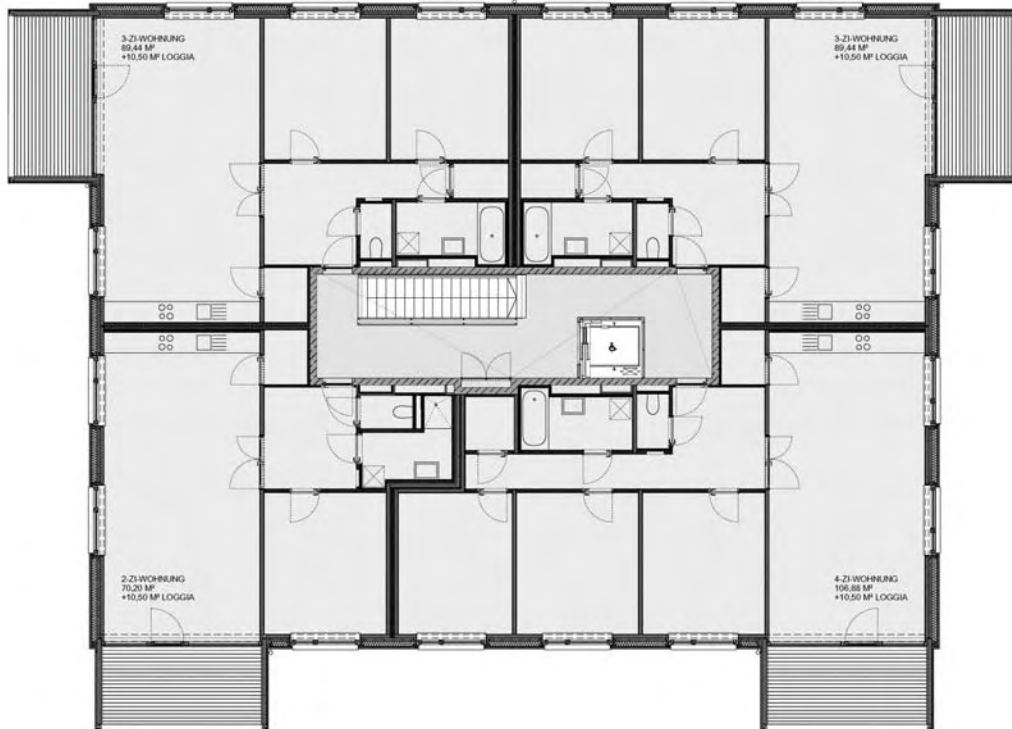 3-ZI-WOHNUNG
89,44 M²
+10,50 M² LOGGIA
3-ZI-WOHNUNG
89,44 M²
+10,50 M² LOGGIA
2-ZI-WOHNUNG
70,20 M²
+10,50 M² LOGGIA
4-ZI-WOHNUNG
106,88 M²
+10,50 M² LOGGIA